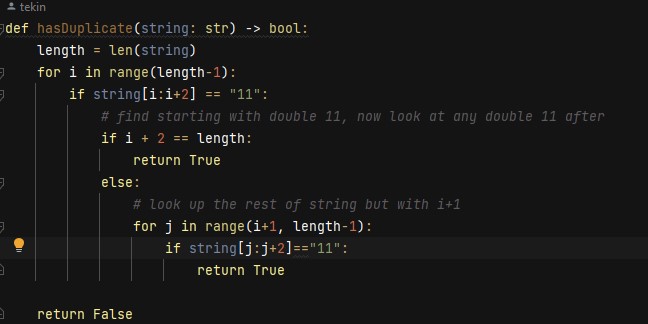 tekin
def hasDuplicate(string: str) -> bool:
    length = len(string)
    for i in range(length-1):
        if string[i:i+2] == "11":
            # find starting with double 11, now look at any double 11 after
            if i + 2 == length:
                return True
            else:
                # look up the rest of string but with i+1
                for j in range(i+1, length-1):
                    if string[j:j+2]=="11":
                        return True
    return False